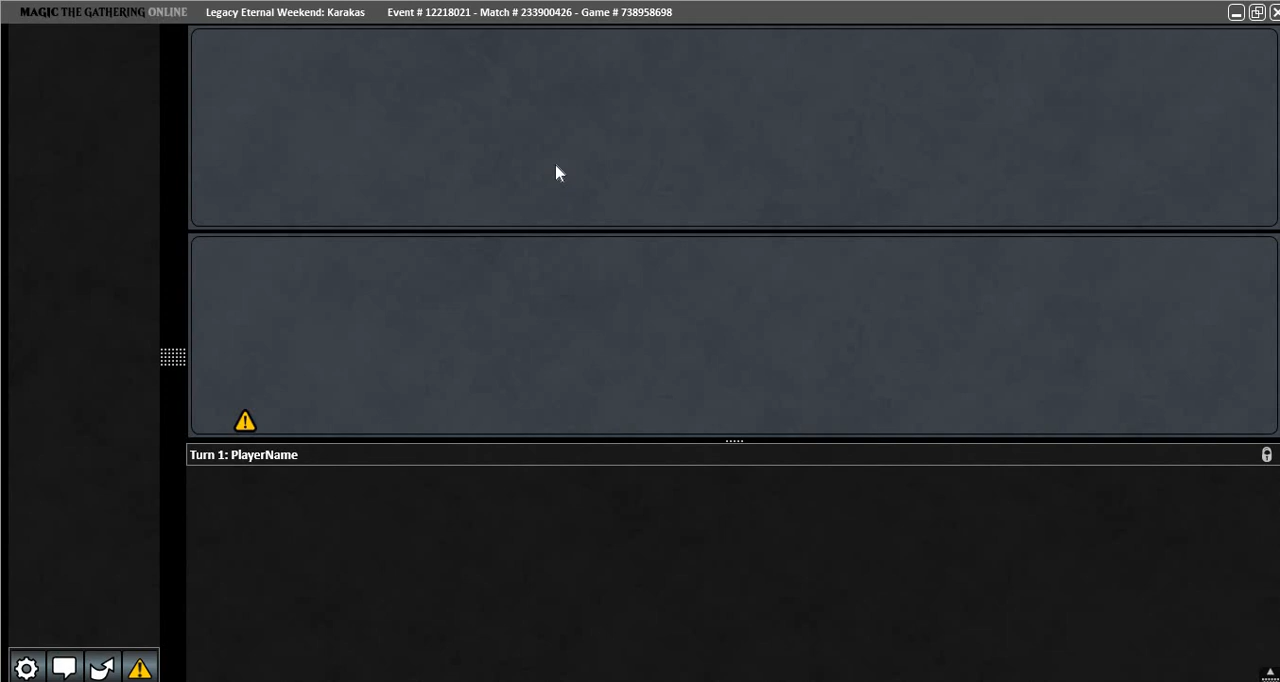 MAGIC THE GATHERING ONLINE Legacy Eternal Weekend: Karakas Event # 12218021 - Match # 233900426 - Game # 738958698
Turn 1: PlayerName